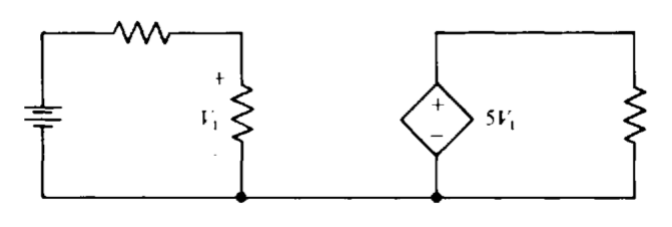 +
V₁
+
−
5V₁